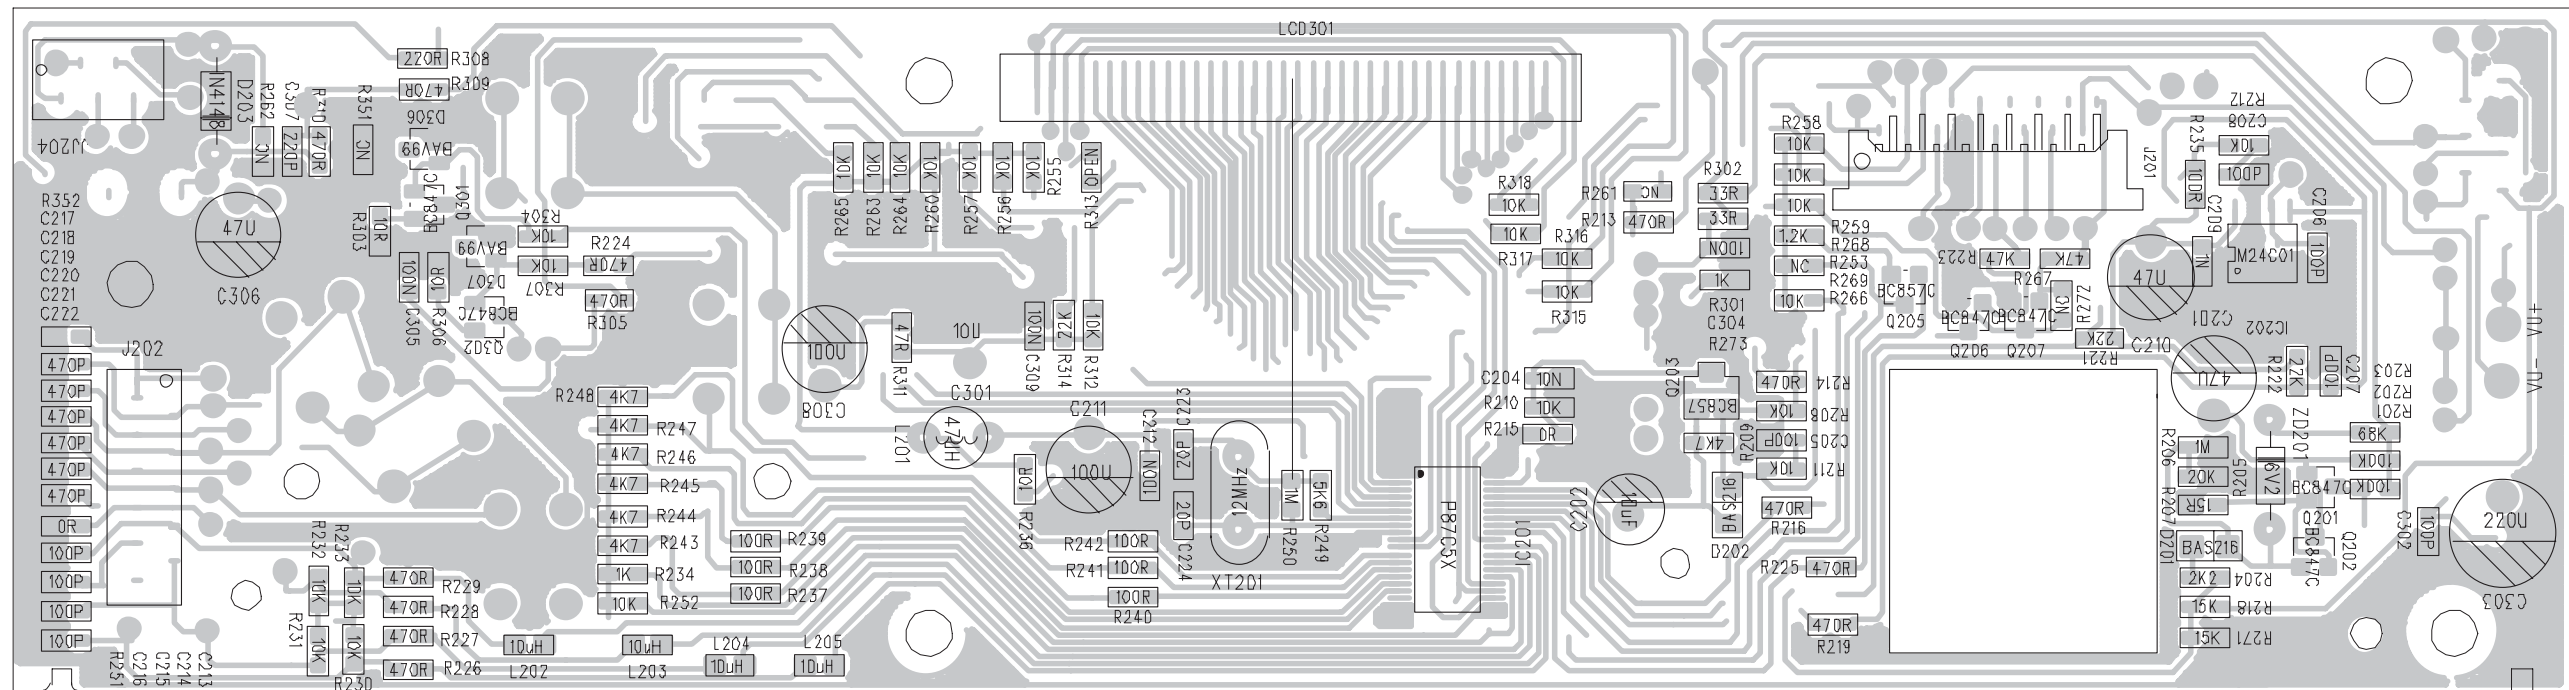 LCD301
J204
1N4148
D203
R262
NC
C307
220P
R310
470R
R351
NC
220R R308
470R R309
D306
BAV99
BC847C
Q301
R303
10R
47U
C306
R304
10K
R224
470R
BAV99
D307
10K
R307
470R
R305
100N
C305
10R
R306
BC847C
Q302
R352
C217
C218
C219
C220
C221
C222
J202
470P
470P
470P
470P
470P
470P
0R
100P
100P
100P
100P
R251
C216
C215
C214
C213
R232
R233
10K
10K
R231
10K
10K
R230
470R R229
470R R228
470R R227
470R R226
R248 4K7
4K7 R247
4K7 R246
4K7 R245
4K7 R244
4K7 R243
1K R234
10K R252
10uH
L202
10uH
L203
L204
10uH
L205
10uH
100R R239
100R R238
100R R237
10K
10K
10K
10K
10K
10K
10K
R255
OPEN
R265
R263
R264
R260
R257
R256
R313
100U
C308
47R
R311
10U
C301
100N
C309
22K
R314
10K
R312
L201
47uH
C211
100U
10R
R236
C212
100N
C223
20P
20P
C224
12MHz
XT201
1M
R250
5K6
R249
R242 100R
R241 100R
100R
R240
P87C5X
IC201
R318
10K
10K
R317
R316
10K
10K
R315
R261 NC
R213 470R
R302
33R
33R
100N
1K
R301
C304
R273
R258
10K
10K
10K
1.2K
NC
10K
R259
R268
R253
R269
R266
C204 10N
R210 10K
R215 0R
Q203
BC857
4K7
R209
470R R214
10K R208
100P C205
10K R211
C202
10uF
BAS216
D202
470R
R216
R225 470R
470R
R219
J201
BC857C
Q205
R223
47K
47K
R267
BC847C
Q206
BC847C
Q207
NC
R272
22K
R221
47U
C201
C210
47U
R212
C208
10K
100P
R235
100R
C209
1N
M24C01
IC202
C206
100P
22K
R222
100P
C207
R203
R202
R201
68K
100K
100K
ZD201
6V2
BC847C
Q201
BC847C
Q202
R206
1M
20K
R205
15R
R207
D201
BAS216
2K2 R204
15K R218
15K R271
C302
100P
220U
C303
+UV
-UV